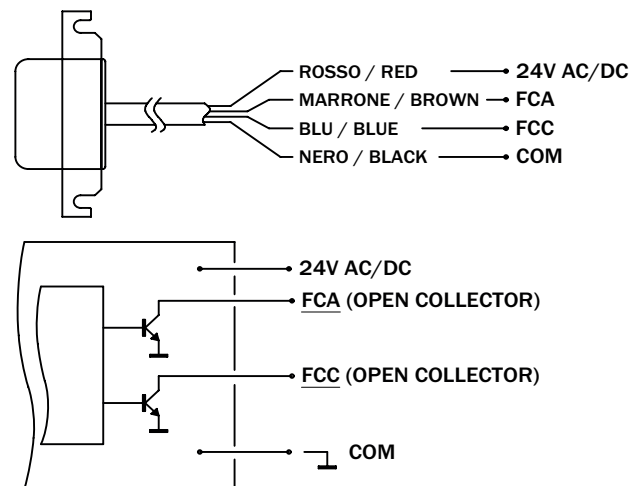 ROSSO / RED 24V AC/DC
MARRONE / BROWN FCA
BLU / BLUE FCC
NERO / BLACK COM
24V AC/DC
FCA (OPEN COLLECTOR)
FCC (OPEN COLLECTOR)
COM